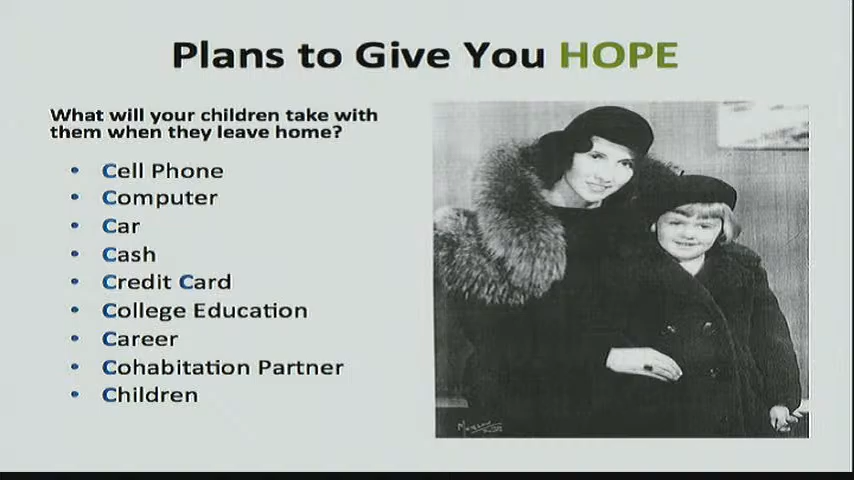 Plans to Give You HOPE
What will your children take with
them when they leave home?
• Cell Phone
• Computer
• Car
• Cash
• Credit Card
• College Education
• Career
• Cohabitation Partner
• Children